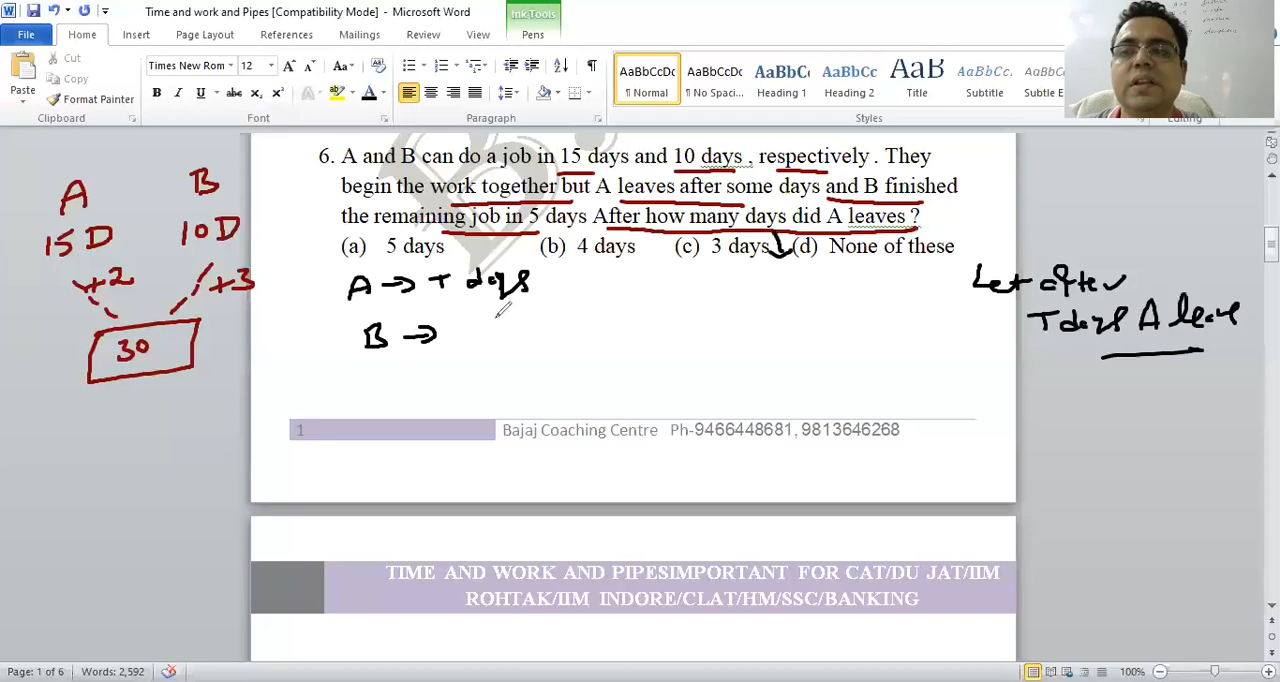 Time and work and Pipes [Compatibility Mode] - Microsoft Word
Ink Tools
File Home Insert Page Layout References Mailings Review View Pens
Cut
Copy
Format Painter
Paste
Times New Rom 12
AaBbCcDc AaBbCcDc AaBbC AaBbCc AaB AaBbCc. AaBbCcD
¶ Normal ¶ No Spaci... Heading 1 Heading 2 Title Subtitle Subtle E
Clipboard Font Paragraph Styles Editing
6. A and B can do a job in 15 days and 10 days , respectively . They
begin the work together but A leaves after some days and B finished
the remaining job in 5 days After how many days did A leaves ?
(a) 5 days (b) 4 days (c) 3 days (d) None of these
A B
15 D 10 D
+2 +3
30
A → T days
B →
Let after
T days A leave
1 Bajaj Coaching Centre Ph-9466448681, 9813646268
TIME AND WORK AND PIPESIMPORTANT FOR CAT/DU JAT/IIM
ROHTAK/IIM INDORE/CLAT/HM/SSC/BANKING
Page: 1 of 6 Words: 2,592 100%